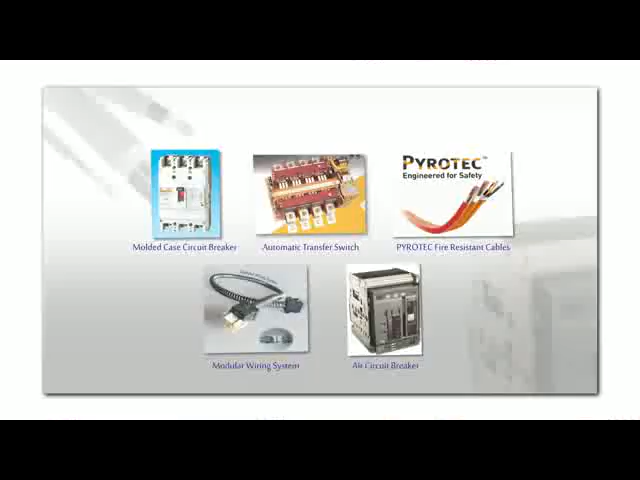 PYROTEC™
Engineered for Safety
Molded Case Circuit Breaker
Automatic Transfer Switch
PYROTEC Fire Resistant Cables
Modular Wiring System
Air Circuit Breaker